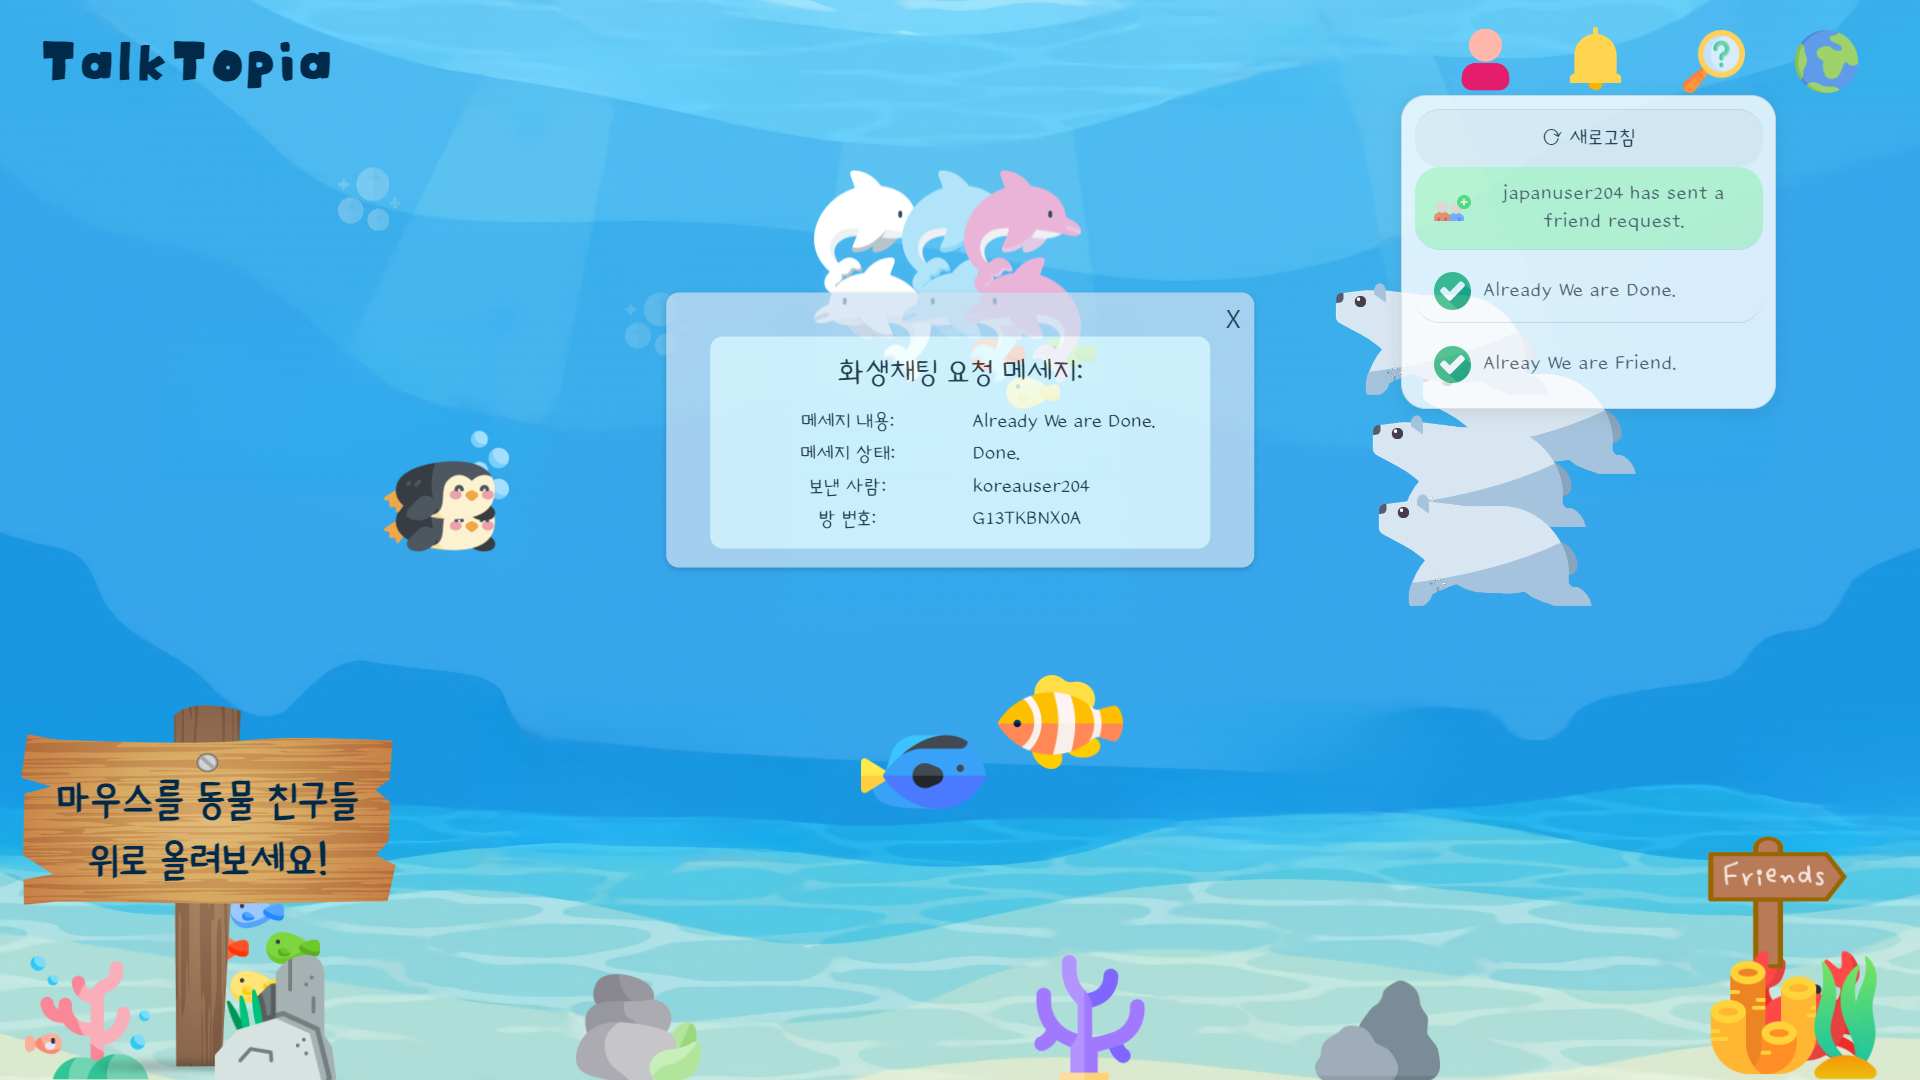 TalkTopia
새로고침
japanuser204 has sent a
friend request.
Already We are Done.
Alreay We are Friend.
X
화생채팅 요청 메세지:
메세지 내용: Already We are Done.
메세지 상태: Done.
보낸 사람: koreauser204
방 번호: G13TKBNX0A
마우스를 동물 친구들
위로 올려보세요!
Friends